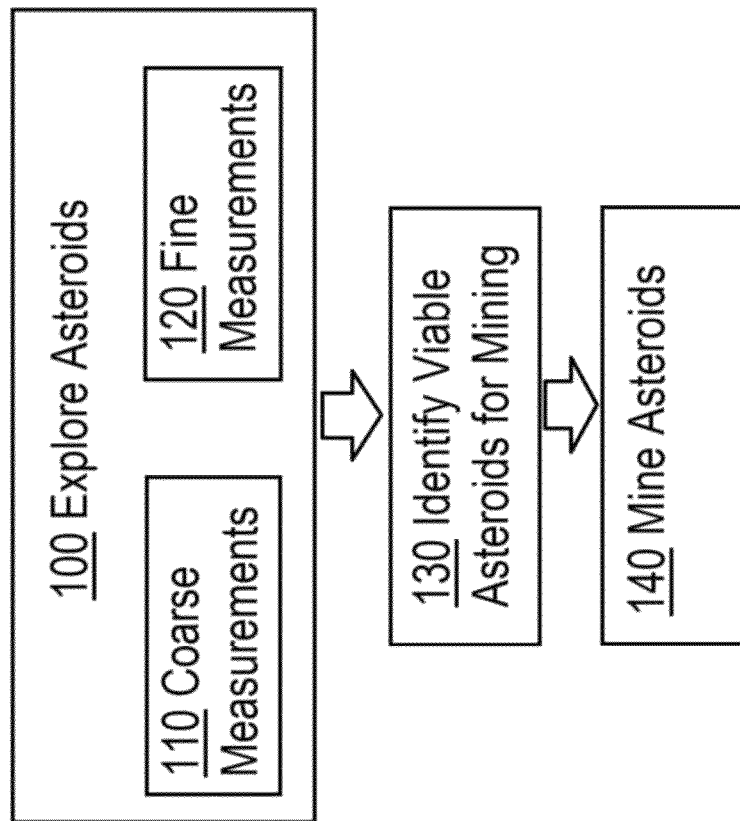 100 Explore Asteroids
110 Coarse
Measurements
120 Fine
Measurements
130 Identify Viable
Asteroids for Mining
140 Mine Asteroids